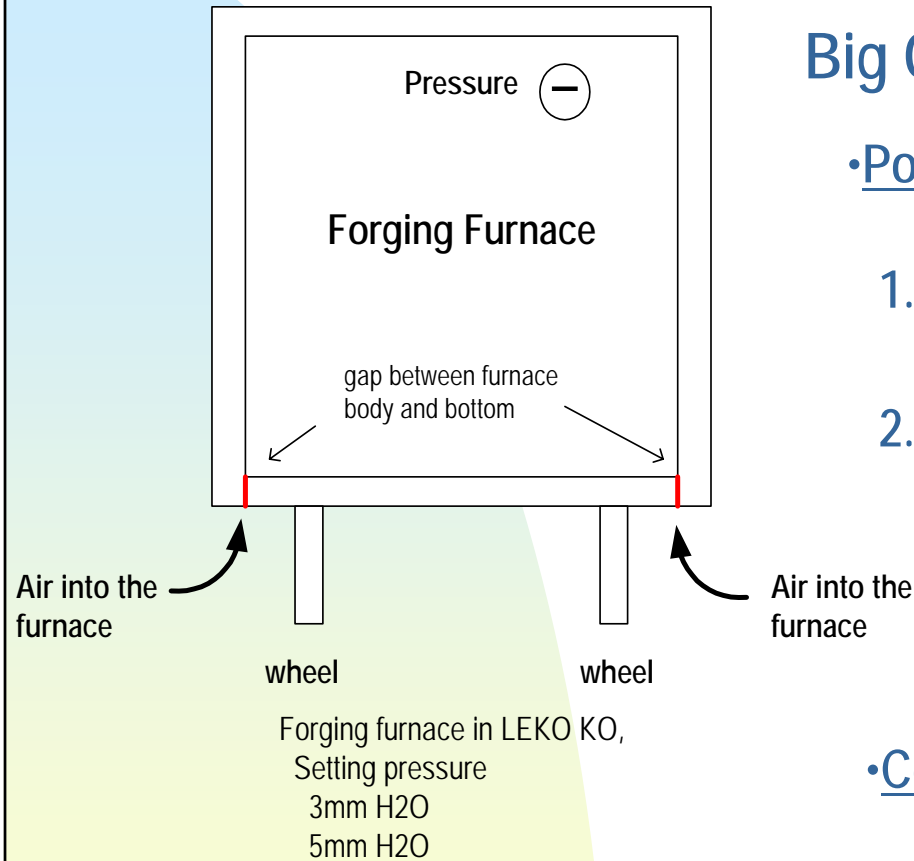 Big
Pressure −
•Po
Forging Furnace
1.
gap between furnace
body and bottom
2.
Air into the
furnace
Air into the
furnace
wheel
wheel
Forging furnace in LEKO KO,
Setting pressure
3mm H2O
5mm H2O
•C